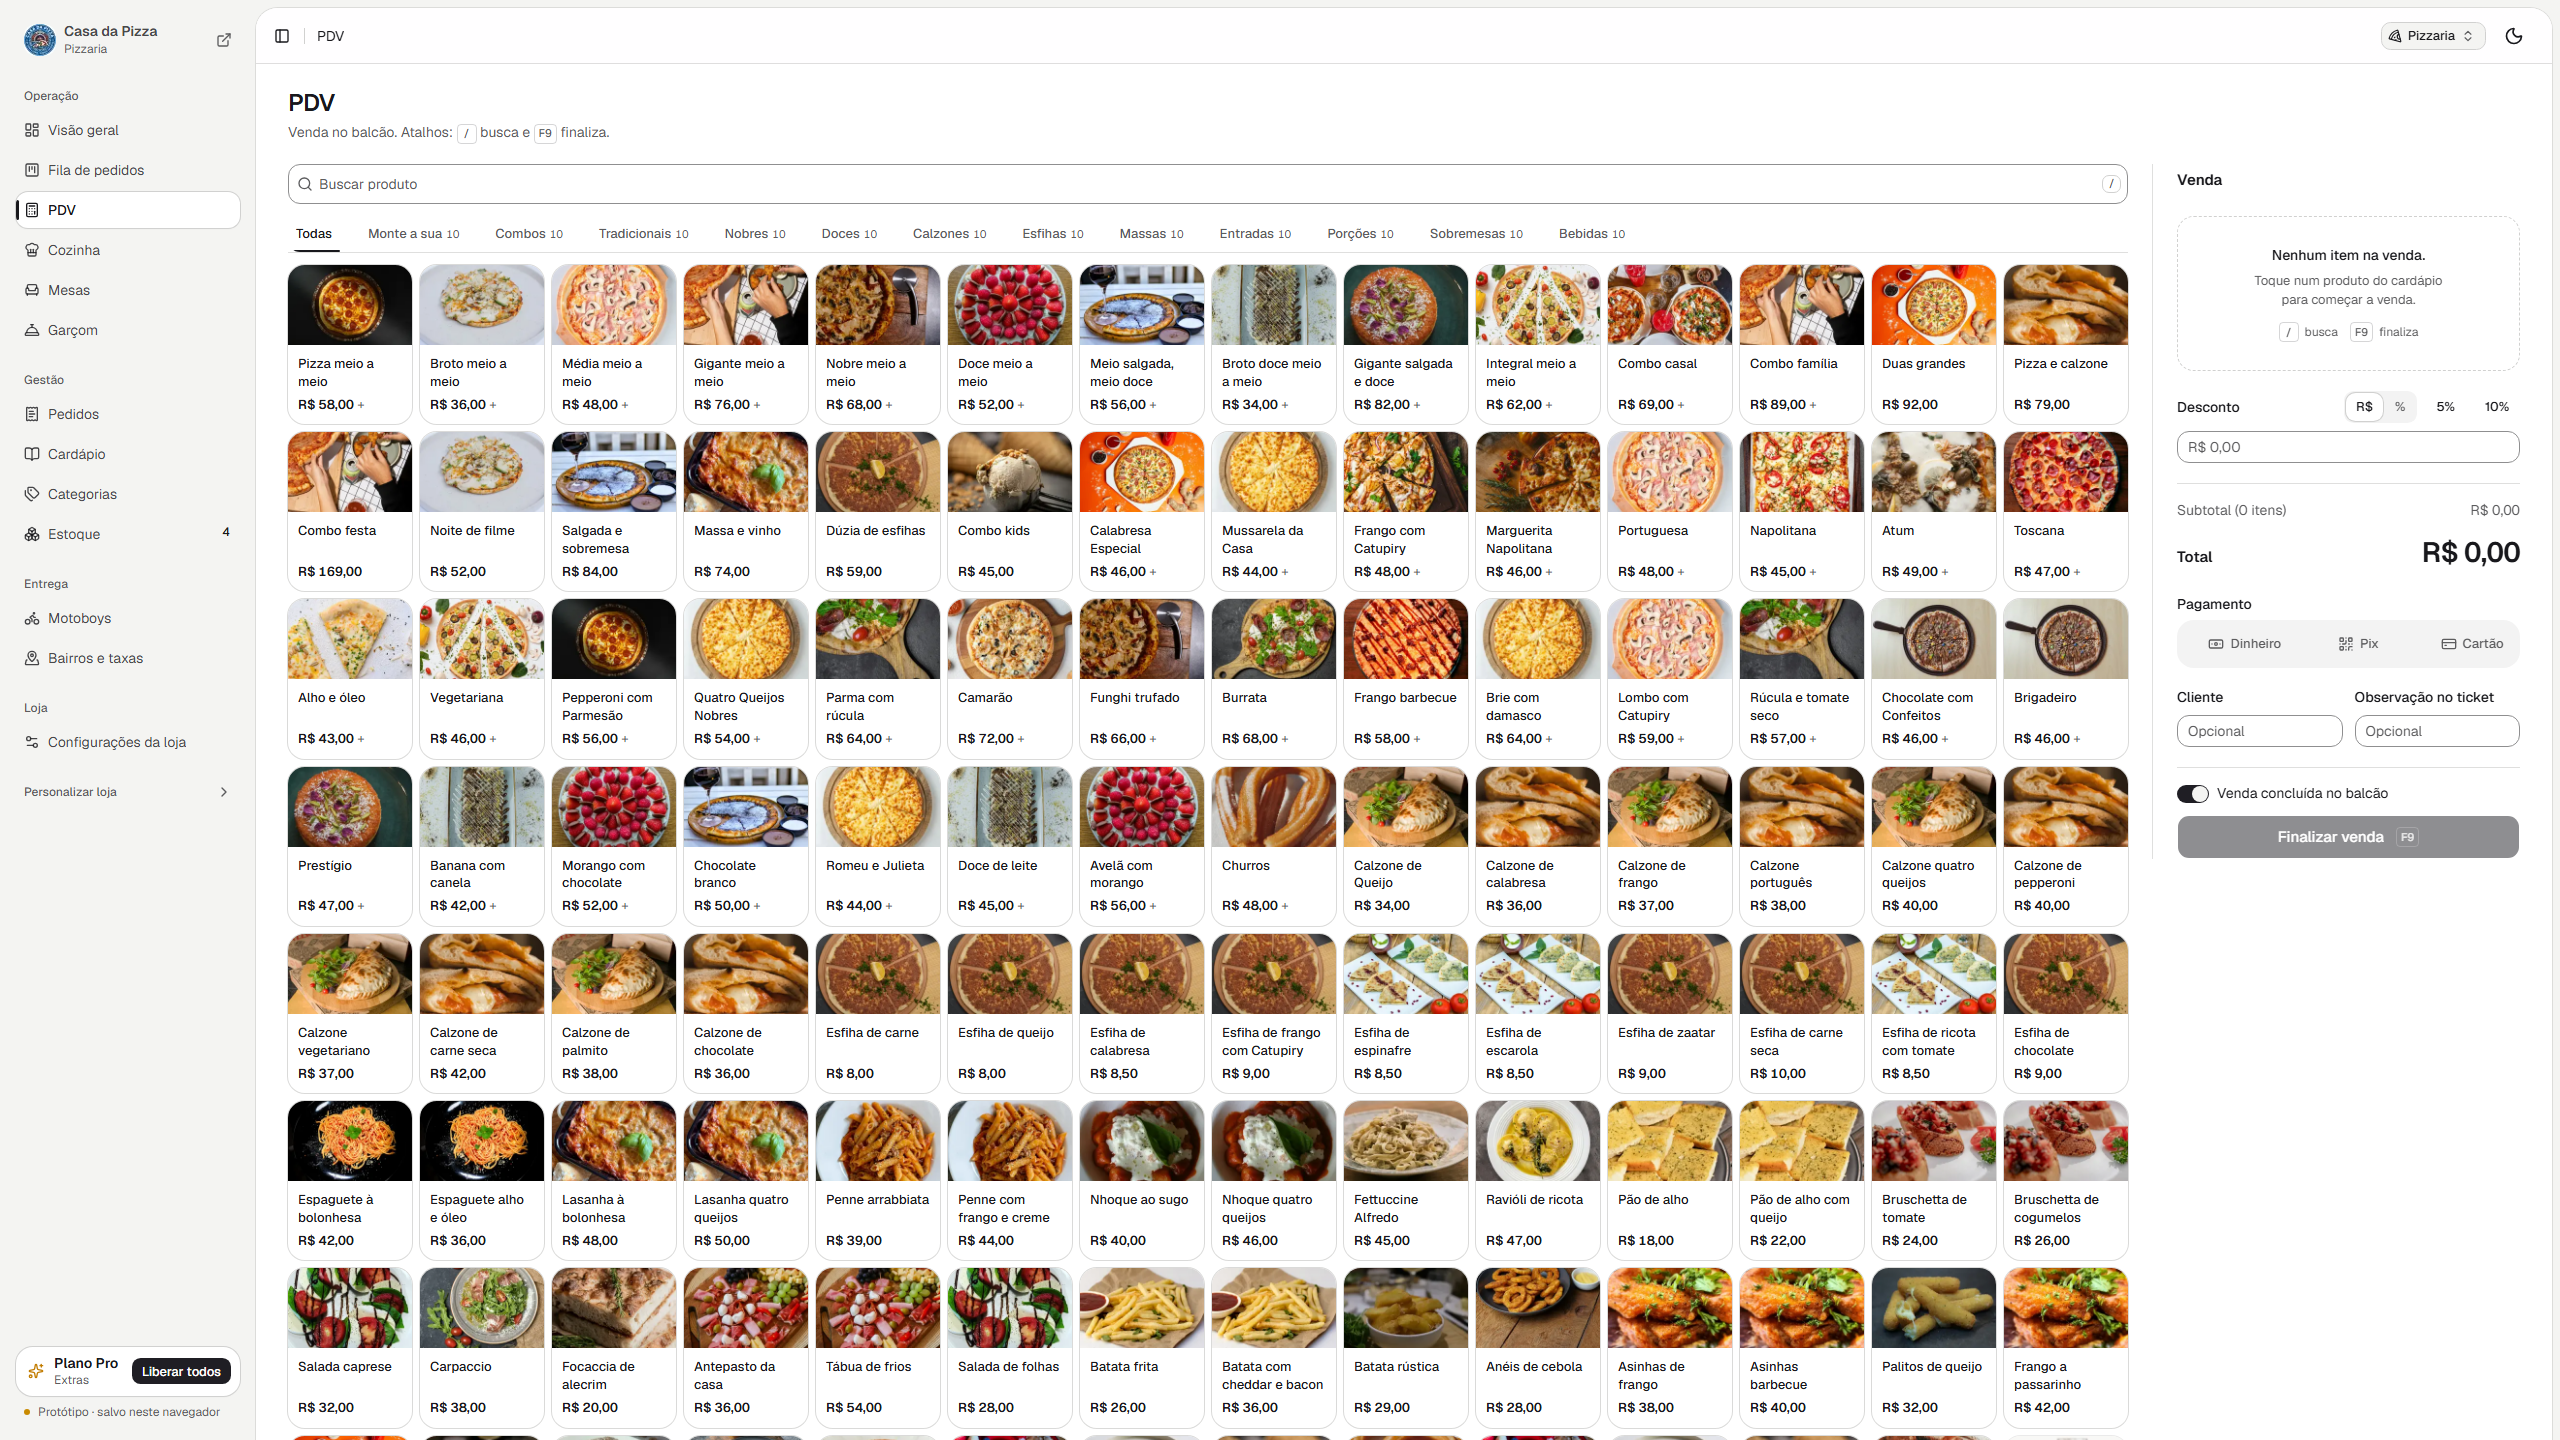 Casa da Pizza
Pizzaria
Operação
Visão geral
Fila de pedidos
PDV
Cozinha
Mesas
Garçom
Gestão
Pedidos
Cardápio
Categorias
Estoque 4
Entrega
Motoboys
Bairros e taxas
Loja
Configurações da loja
Personalizar loja
Plano Pro
Extras
Liberar todos
Protótipo · salvo neste navegador
PDV
Pizzaria
PDV
Venda no balcão. Atalhos: / busca e F9 finaliza.
Buscar produto /
Todas Monte a sua 10 Combos 10 Tradicionais 10 Nobres 10 Doces 10 Calzones 10 Esfihas 10 Massas 10 Entradas 10 Porções 10 Sobremesas 10 Bebidas 10
Pizza meio a meio
R$ 58,00 +
Broto meio a meio
R$ 36,00 +
Média meio a meio
R$ 48,00 +
Gigante meio a meio
R$ 76,00 +
Nobre meio a meio
R$ 68,00 +
Doce meio a meio
R$ 52,00 +
Meio salgada, meio doce
R$ 56,00 +
Broto doce meio a meio
R$ 34,00 +
Gigante salgada e doce
R$ 82,00 +
Integral meio a meio
R$ 62,00 +
Combo casal
R$ 69,00 +
Combo família
R$ 89,00 +
Duas grandes
R$ 92,00
Pizza e calzone
R$ 79,00
Combo festa
R$ 169,00
Noite de filme
R$ 52,00
Salgada e sobremesa
R$ 84,00
Massa e vinho
R$ 74,00
Dúzia de esfihas
R$ 59,00
Combo kids
R$ 45,00
Calabresa Especial
R$ 46,00 +
Mussarela da Casa
R$ 44,00 +
Frango com Catupiry
R$ 48,00 +
Marguerita Napolitana
R$ 46,00 +
Portuguesa
R$ 48,00 +
Napolitana
R$ 45,00 +
Atum
R$ 49,00 +
Toscana
R$ 47,00 +
Alho e óleo
R$ 43,00 +
Vegetariana
R$ 46,00 +
Pepperoni com Parmesão
R$ 56,00 +
Quatro Queijos Nobres
R$ 54,00 +
Parma com rúcula
R$ 64,00 +
Camarão
R$ 72,00 +
Funghi trufado
R$ 66,00 +
Burrata
R$ 68,00 +
Frango barbecue
R$ 58,00 +
Brie com damasco
R$ 64,00 +
Lombo com Catupiry
R$ 59,00 +
Rúcula e tomate seco
R$ 57,00 +
Chocolate com Confeitos
R$ 46,00 +
Brigadeiro
R$ 46,00 +
Prestígio
R$ 47,00 +
Banana com canela
R$ 42,00 +
Morango com chocolate
R$ 52,00 +
Chocolate branco
R$ 50,00 +
Romeu e Julieta
R$ 44,00 +
Doce de leite
R$ 45,00 +
Avelã com morango
R$ 56,00 +
Churros
R$ 48,00 +
Calzone de Queijo
R$ 34,00
Calzone de calabresa
R$ 36,00
Calzone de frango
R$ 37,00
Calzone português
R$ 38,00
Calzone quatro queijos
R$ 40,00
Calzone de pepperoni
R$ 40,00
Calzone vegetariano
R$ 37,00
Calzone de carne seca
R$ 42,00
Calzone de palmito
R$ 38,00
Calzone de chocolate
R$ 36,00
Esfiha de carne
R$ 8,00
Esfiha de queijo
R$ 8,00
Esfiha de calabresa
R$ 8,50
Esfiha de frango com Catupiry
R$ 9,00
Esfiha de espinafre
R$ 8,50
Esfiha de escarola
R$ 8,50
Esfiha de zaatar
R$ 9,00
Esfiha de carne seca
R$ 10,00
Esfiha de ricota com tomate
R$ 8,50
Esfiha de chocolate
R$ 9,00
Espaguete à bolonhesa
R$ 42,00
Espaguete alho e óleo
R$ 36,00
Lasanha à bolonhesa
R$ 48,00
Lasanha quatro queijos
R$ 50,00
Penne arrabbiata
R$ 39,00
Penne com frango e creme
R$ 44,00
Nhoque ao sugo
R$ 40,00
Nhoque quatro queijos
R$ 46,00
Fettuccine Alfredo
R$ 45,00
Ravióli de ricota
R$ 47,00
Pão de alho
R$ 18,00
Pão de alho com queijo
R$ 22,00
Bruschetta de tomate
R$ 24,00
Bruschetta de cogumelos
R$ 26,00
Salada caprese
R$ 32,00
Carpaccio
R$ 38,00
Focaccia de alecrim
R$ 20,00
Antepasto da casa
R$ 36,00
Tábua de frios
R$ 54,00
Salada de folhas
R$ 28,00
Batata frita
R$ 26,00
Batata com cheddar e bacon
R$ 36,00
Batata rústica
R$ 29,00
Anéis de cebola
R$ 28,00
Asinhas de frango
R$ 38,00
Asinhas barbecue
R$ 40,00
Palitos de queijo
R$ 32,00
Frango a passarinho
R$ 42,00
Venda
Nenhum item na venda.
Toque num produto do cardápio
para começar a venda.
/ busca F9 finaliza
Desconto R$ % 5% 10%
R$ 0,00
Subtotal (0 itens) R$ 0,00
Total R$ 0,00
Pagamento
Dinheiro Pix Cartão
Cliente Observação no ticket
Opcional Opcional
Venda concluída no balcão
Finalizar venda F9